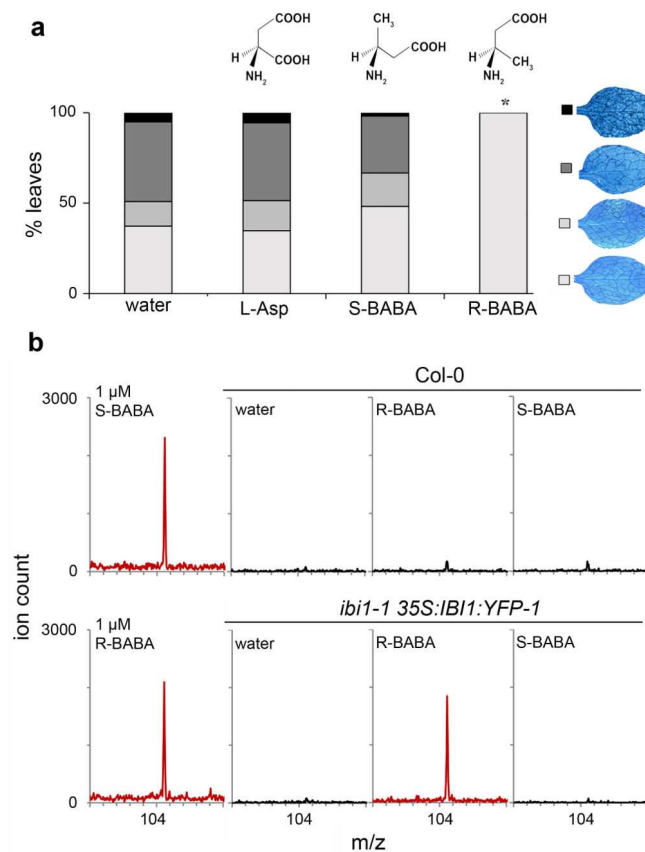 a
COOH
H COOH
NH2
CH3
COOH
H
NH2
COOH
H CH3
NH2
100
50
0
% leaves
*
water L-Asp S-BABA R-BABA
b
Col-0
3000
0
1 µM
S-BABA
water
R-BABA
S-BABA
ion count
ibi1-1 35S:IBI1:YFP-1
3000
0
1 µM
R-BABA
water
R-BABA
S-BABA
104 104 104 104
m/z